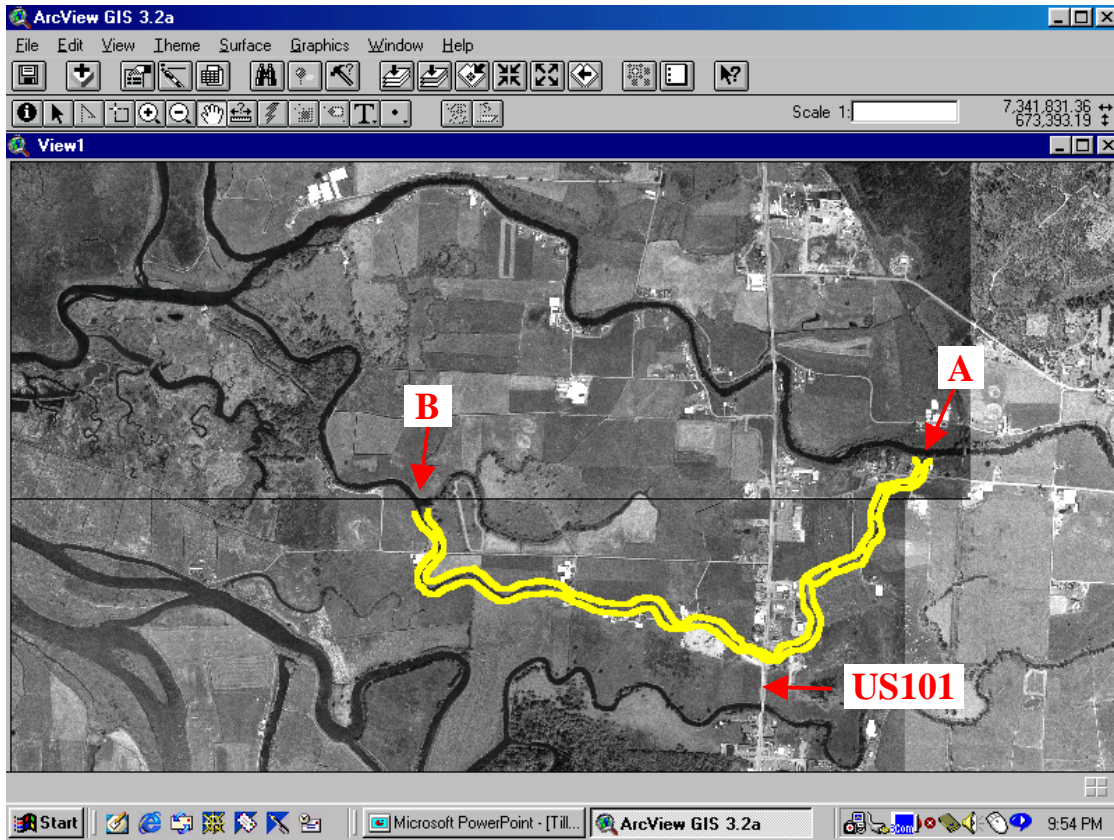 ArcView GIS 3.2a
File Edit View Theme Surface Graphics Window Help
Scale 1:
7,341,831.36
673,393.19
View1
A
B
US101
Start
Microsoft PowerPoint - [Till...
ArcView GIS 3.2a
3Com
9:54 PM